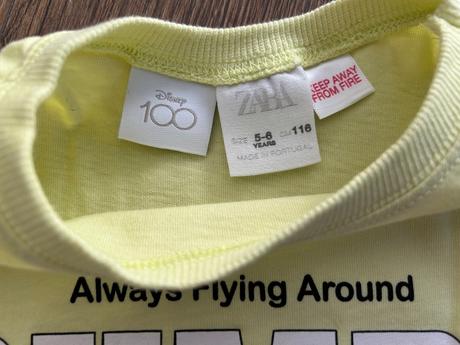 Disney
100
ZARA
SIZE 5-6 YEARS CM 116
MADE IN PORTUGAL
KEEP AWAY
FROM FIRE
Always Flying Around